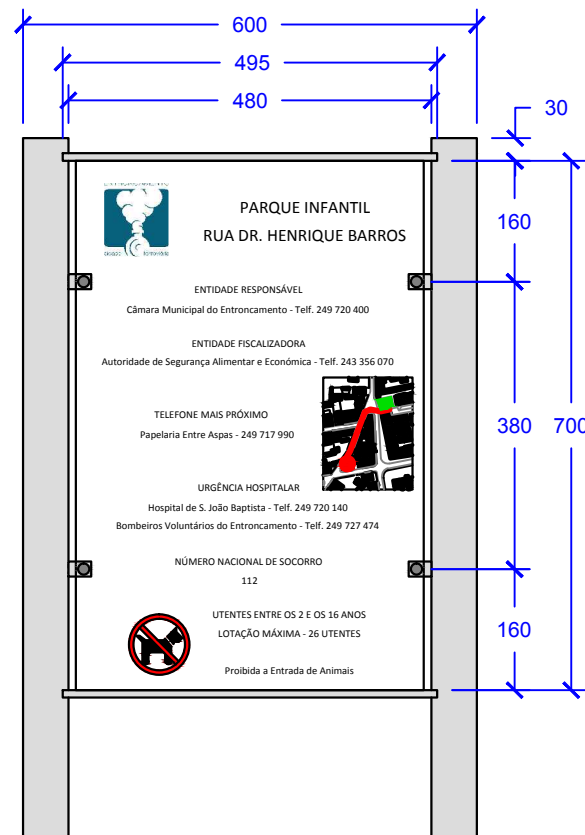 600
495
480
30
ENTRONCAMENTO
PARQUE INFANTIL
RUA DR. HENRIQUE BARROS
cidade ferroviária
160
ENTIDADE RESPONSÁVEL
Câmara Municipal do Entroncamento - Telf. 249 720 400
ENTIDADE FISCALIZADORA
Autoridade de Segurança Alimentar e Económica - Telf. 243 356 070
TELEFONE MAIS PRÓXIMO
Papelaria Entre Aspas - 249 717 990
380
700
URGÊNCIA HOSPITALAR
Hospital de S. João Baptista - Telf. 249 720 140
Bombeiros Voluntários do Entroncamento - Telf. 249 727 474
NÚMERO NACIONAL DE SOCORRO
112
UTENTES ENTRE OS 2 E OS 16 ANOS
LOTAÇÃO MÁXIMA - 26 UTENTES
160
Proibida a Entrada de Animais